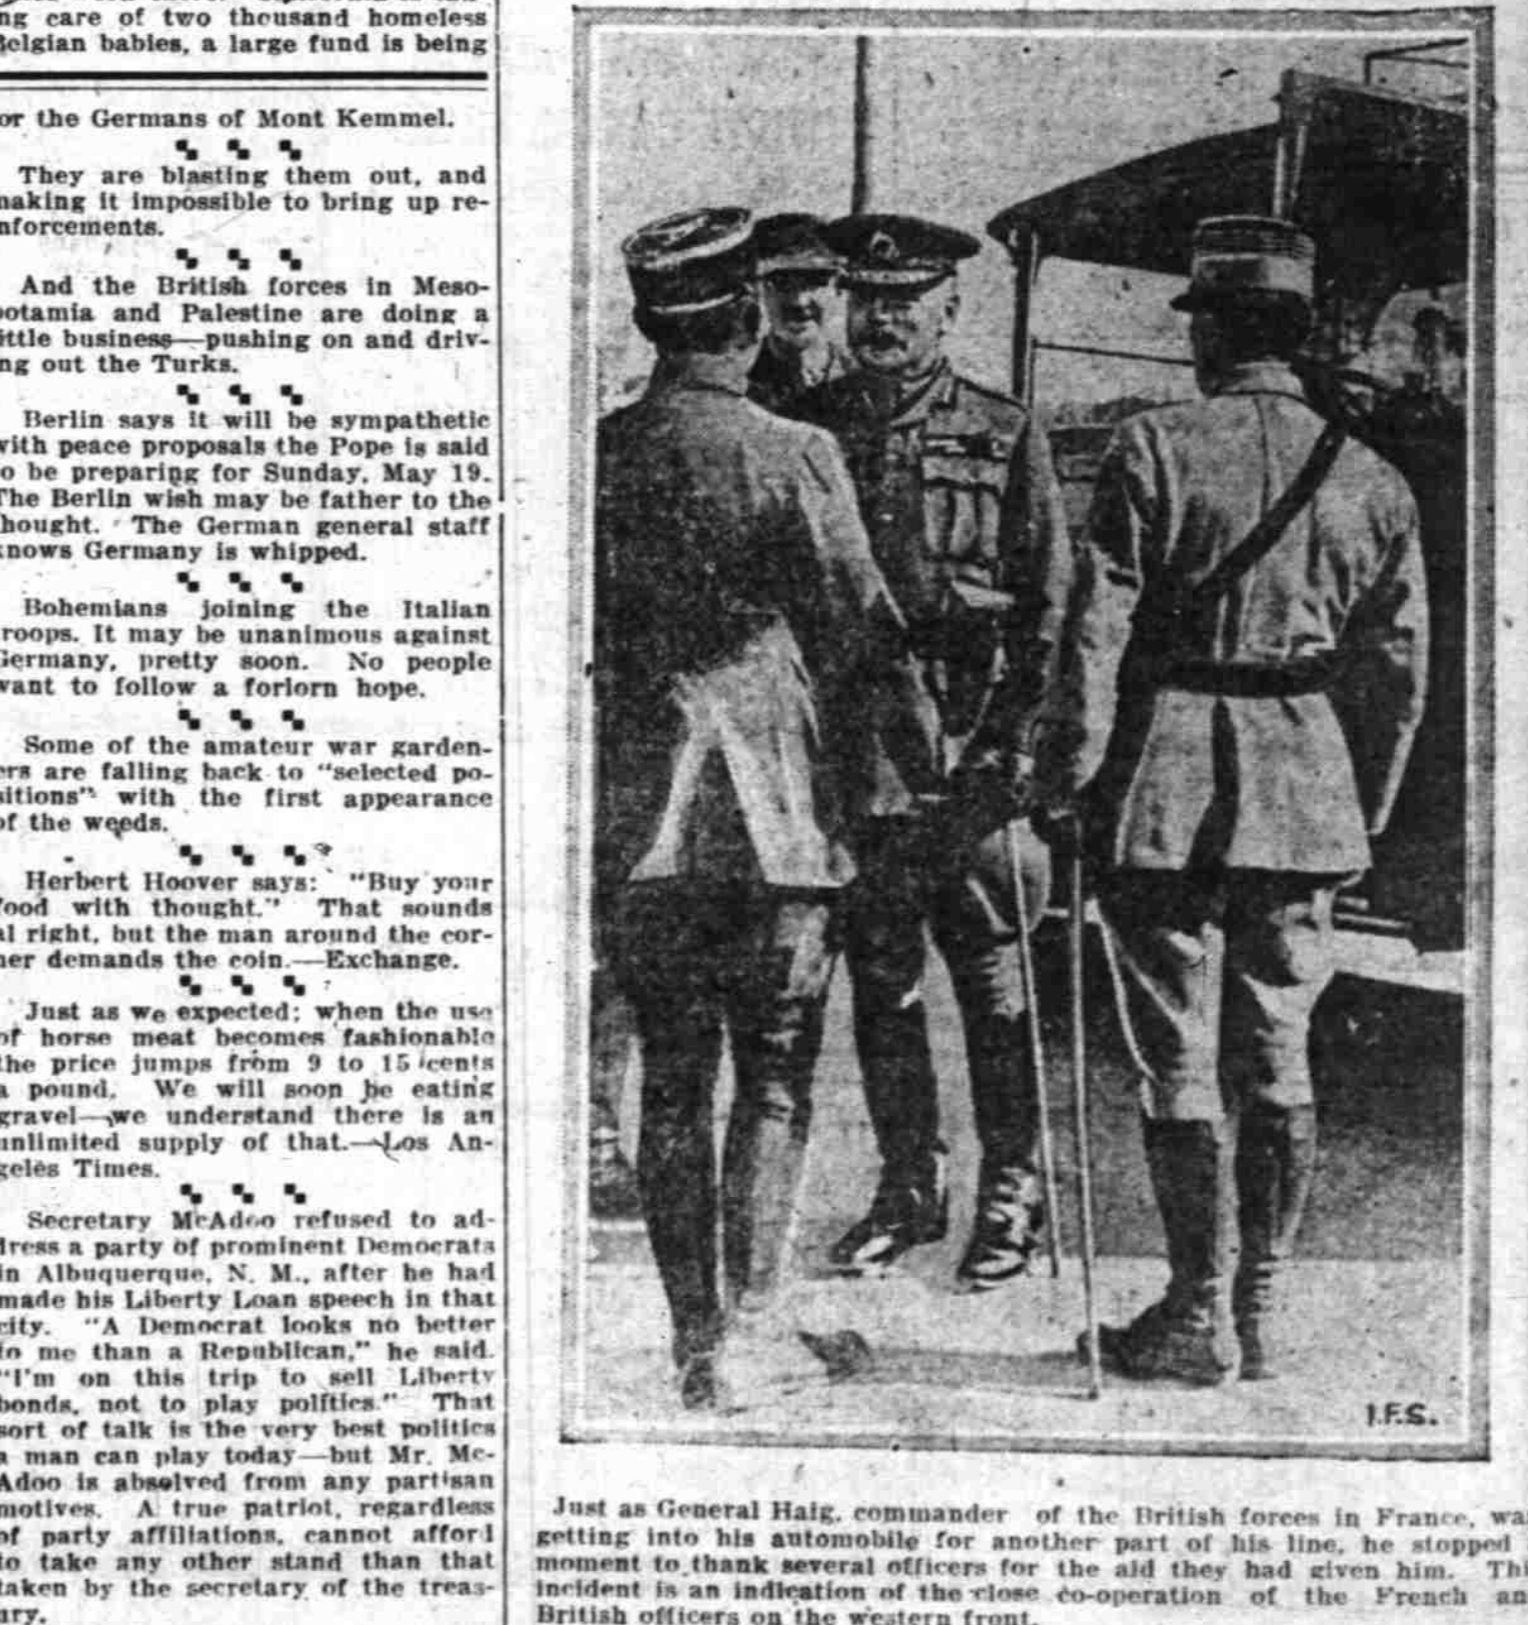 ng care of two thousand homeless
Belgian babies, a large fund is being
or the Germans of Mont Kemmel.
They are blasting them out, and
naking it impossible to bring up re-
nforcements.
And the British forces in Meso-
potamia and Palestine are doing a
ittle business—pushing on and driv-
ng out the Turks.
Berlin says it will be sympathetic
with peace proposals the Pope is said
to be preparing for Sunday, May 19.
The Berlin wish may be father to the
thought. The German general staff
knows Germany is whipped.
Bohemians joining the Italian
troops. It may be unanimous against
Germany, pretty soon. No people
want to follow a forlorn hope.
Some of the amateur war garden-
ers are falling back to "selected po-
sitions" with the first appearance
of the weeds.
Herbert Hoover says: "Buy your
food with thought." That sounds
al right, but the man around the cor-
ner demands the coin.—Exchange.
Just as we expected; when the use
of horse meat becomes fashionable
the price jumps from 9 to 15 cents
a pound. We will soon be eating
gravel—we understand there is an
unlimited supply of that.—Los An-
geles Times.
Secretary McAdoo refused to ad-
dress a party of prominent Democrats
in Albuquerque, N. M., after he had
made his Liberty Loan speech in that
city. "A Democrat looks no better
to me than a Republican," he said.
"I'm on this trip to sell Liberty
bonds, not to play politics." That
sort of talk is the very best politics
a man can play today—but Mr. Mc-
Adoo is absolved from any partisan
motives. A true patriot, regardless
of party affiliations, cannot afford
to take any other stand than that
taken by the secretary of the treas-
ury.
I.F.S.
Just as General Haig, commander of the British forces in France, was
getting into his automobile for another part of his line, he stopped
moment to thank several officers for the aid they had given him. This
incident is an indication of the close co-operation of the French and
British officers on the western front.